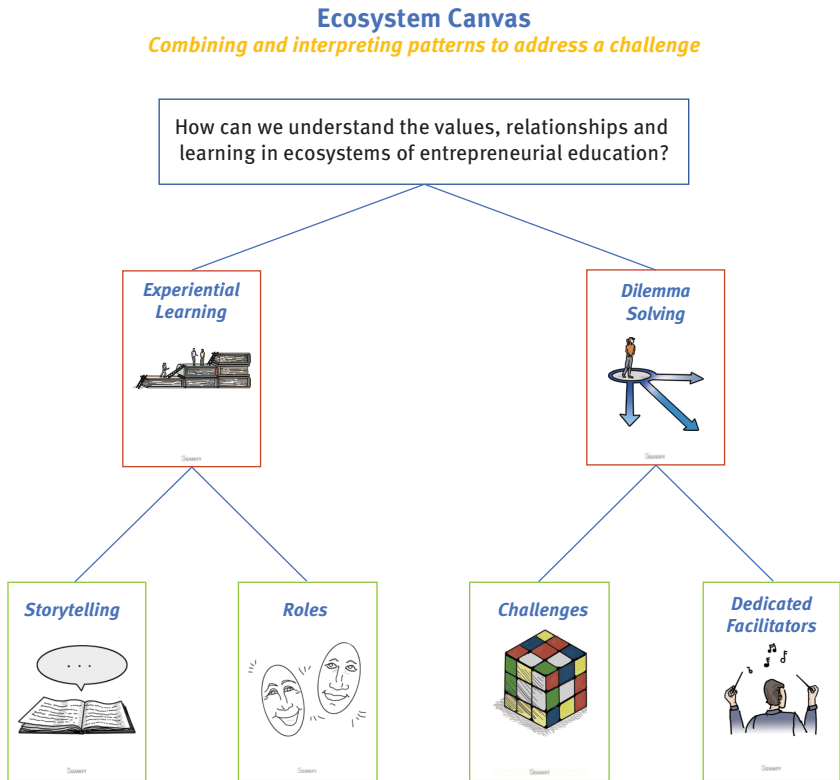 Ecosystem Canvas
Combining and interpreting patterns to address a challenge
How can we understand the values, relationships and
learning in ecosystems of entrepreneurial education?
Experiential
Learning
Dilemma
Solving
Storytelling
Roles
Challenges
Dedicated
Facilitators
. . .